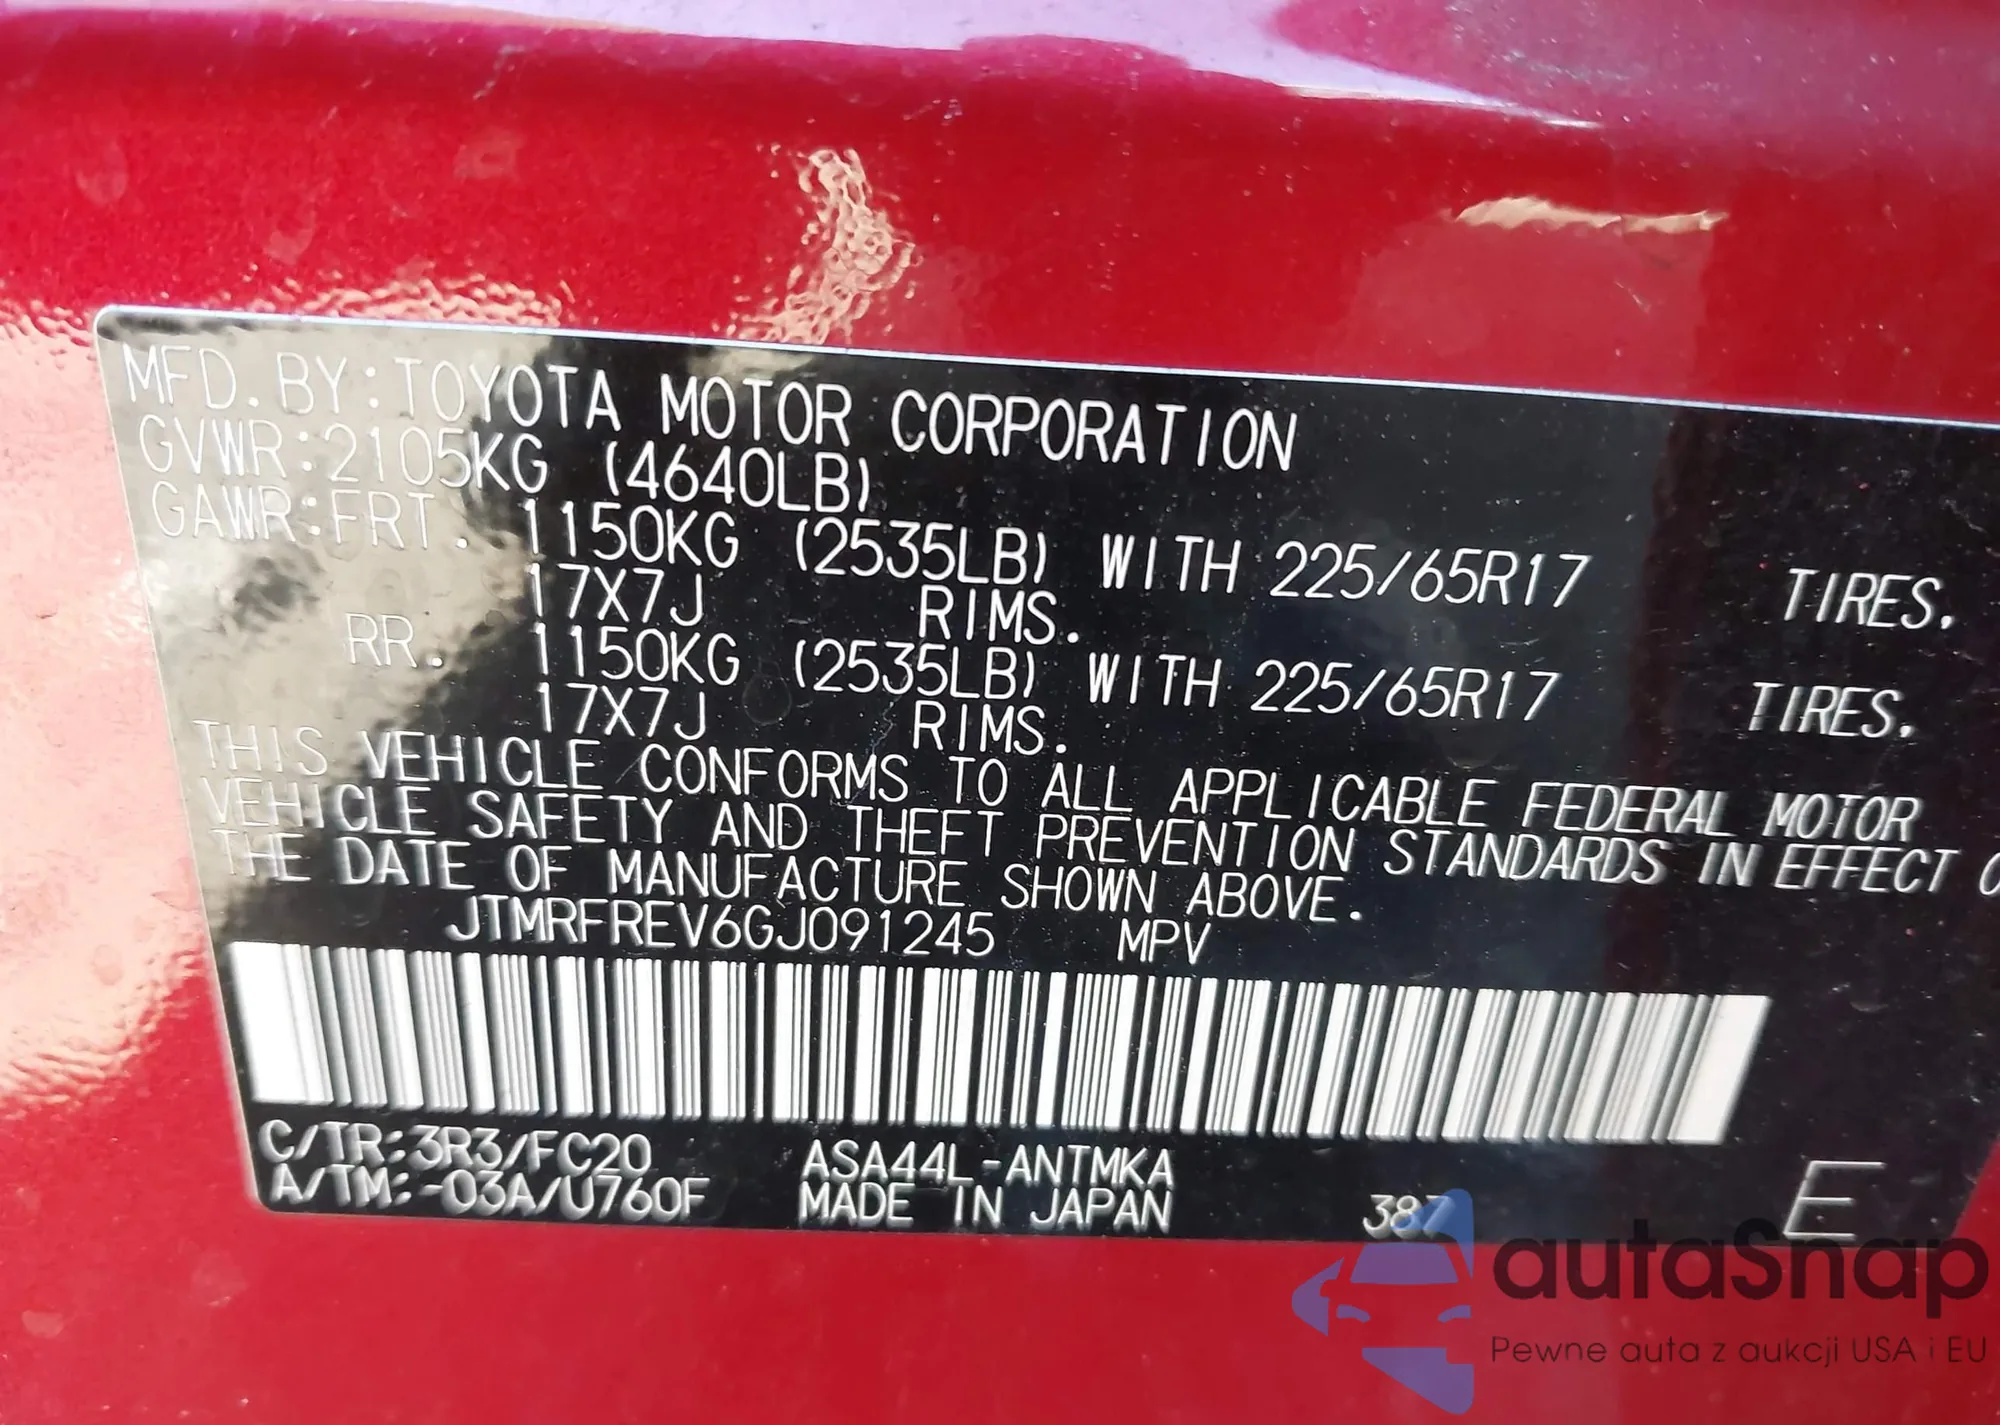 MFD. BY: TOYOTA MOTOR CORPORATION
GVWR: 2105KG (4640LB)
GAWR: FRT. 1150KG (2535LB) WITH 225/65R17 TIRES,
17X7J RIMS.
RR. 1150KG (2535LB) WITH 225/65R17 TIRES,
17X7J RIMS.
THIS VEHICLE CONFORMS TO ALL APPLICABLE FEDERAL MOTOR
VEHICLE SAFETY AND THEFT PREVENTION STANDARDS IN EFFECT O
THE DATE OF MANUFACTURE SHOWN ABOVE.
JTMRFREV6GJ091245 MPV
C/TR: 3R3/FC20 ASA44L-ANTMKA
A/TM: -03A/U760F MADE IN JAPAN 387 E
autaSnap
Pewne auta z aukcji USA i EU